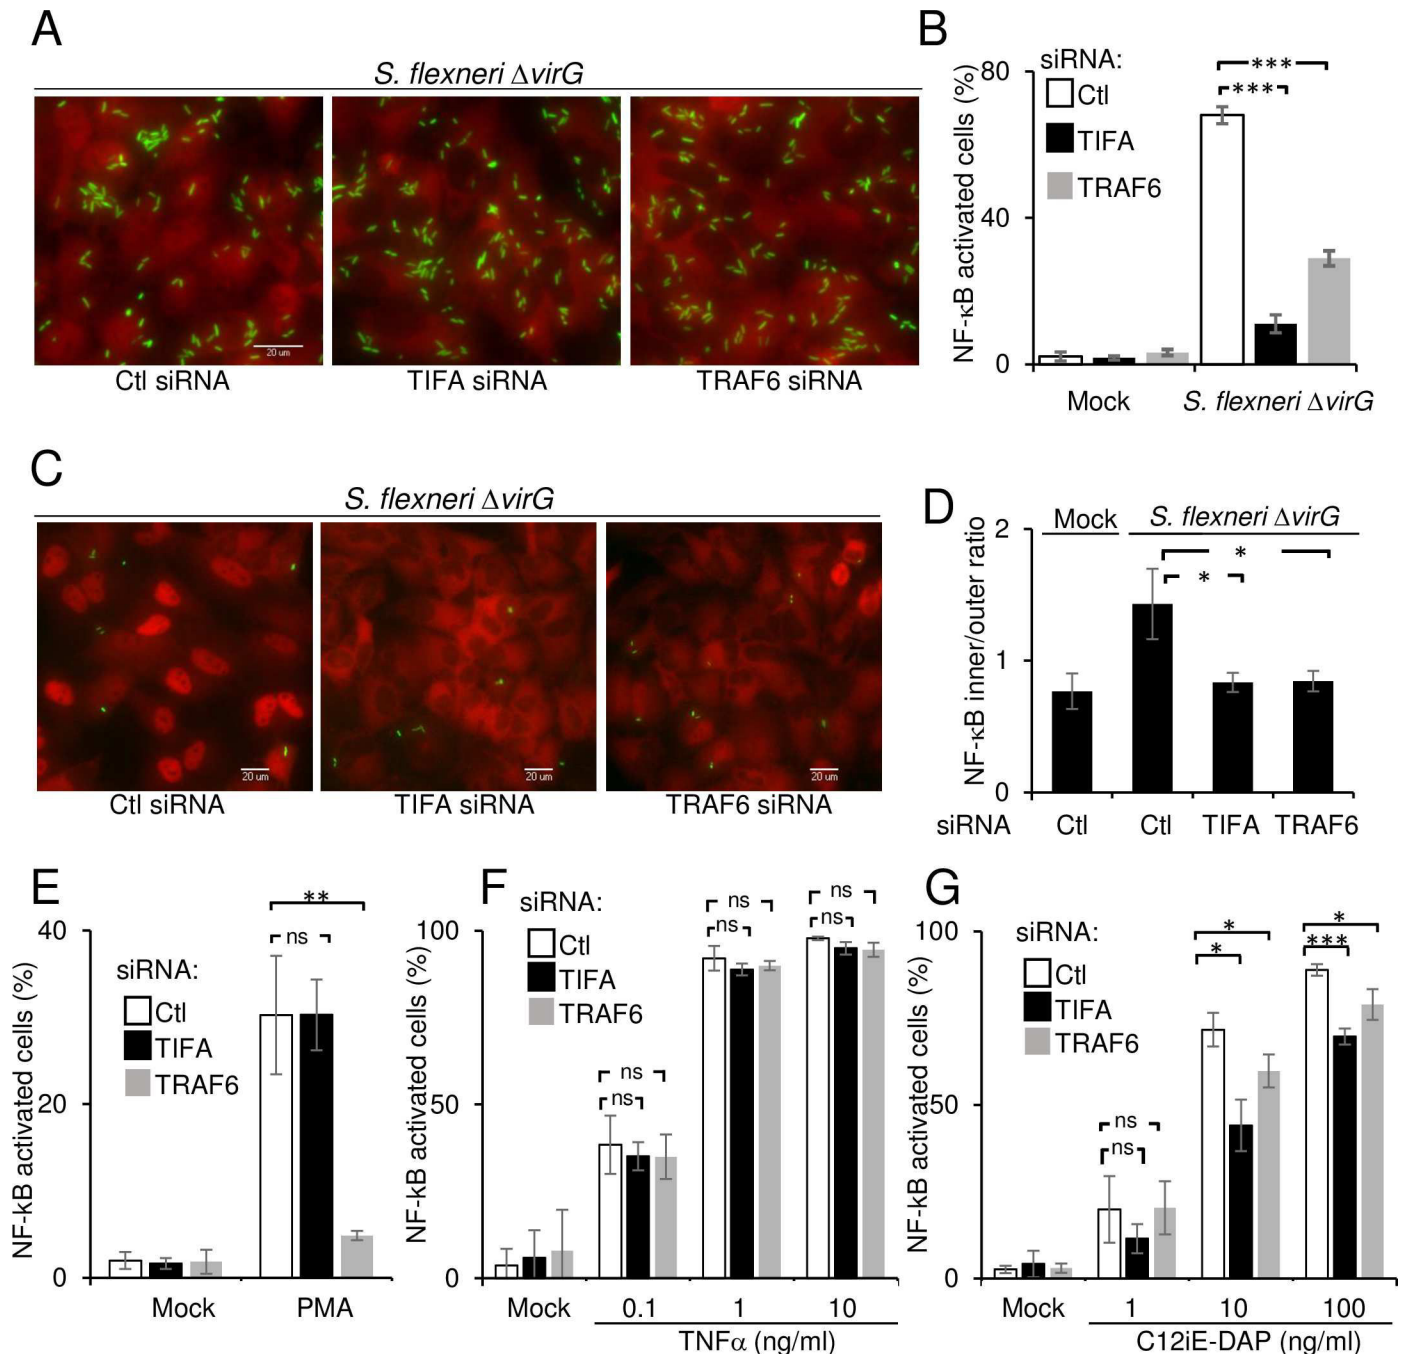 A
S. flexneri ΔvirG
20 um
Ctl siRNA
TIFA siRNA
TRAF6 siRNA
B
siRNA:
Ctl
TIFA
TRAF6
NF-κB activated cells (%)
80
40
0
***
***
Mock
S. flexneri ΔvirG
C
S. flexneri ΔvirG
20 um
20 um
20 um
Ctl siRNA
TIFA siRNA
TRAF6 siRNA
D
Mock
S. flexneri ΔvirG
NF-κB inner/outer ratio
2
1
0
*
*
siRNA
Ctl
Ctl
TIFA
TRAF6
E
NF-kB activated cells (%)
40
20
0
siRNA:
Ctl
TIFA
TRAF6
**
ns
Mock
PMA
F
siRNA:
Ctl
TIFA
TRAF6
NF-kB activated cells (%)
100
50
0
ns
ns
ns
ns
ns
ns
Mock
0.1
1
10
TNFα (ng/ml)
G
siRNA:
Ctl
TIFA
TRAF6
NF-kB activated cells (%)
100
50
0
ns
ns
*
*
*
***
Mock
1
10
100
C12iE-DAP (ng/ml)